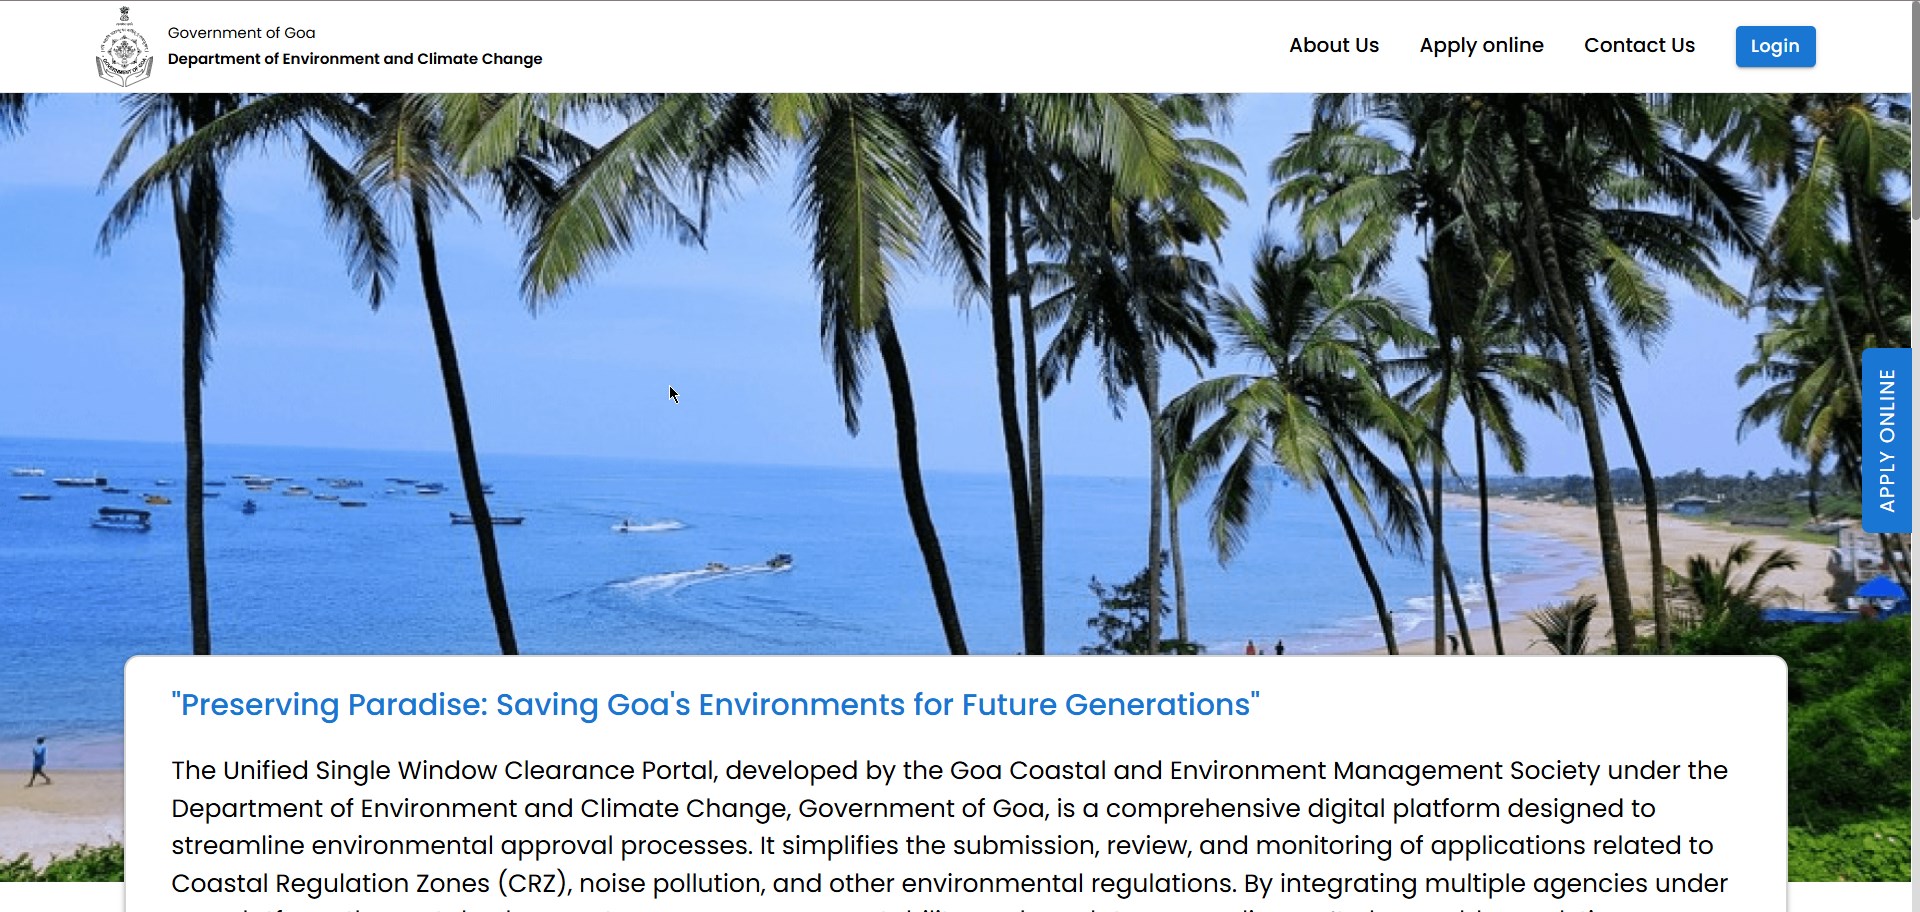 Government of Goa
Department of Environment and Climate Change
About Us
Apply online
Contact Us
Login
APPLY ONLINE
"Preserving Paradise: Saving Goa's Environments for Future Generations"
The Unified Single Window Clearance Portal, developed by the Goa Coastal and Environment Management Society under the
Department of Environment and Climate Change, Government of Goa, is a comprehensive digital platform designed to
streamline environmental approval processes. It simplifies the submission, review, and monitoring of applications related to
Coastal Regulation Zones (CRZ), noise pollution, and other environmental regulations. By integrating multiple agencies under